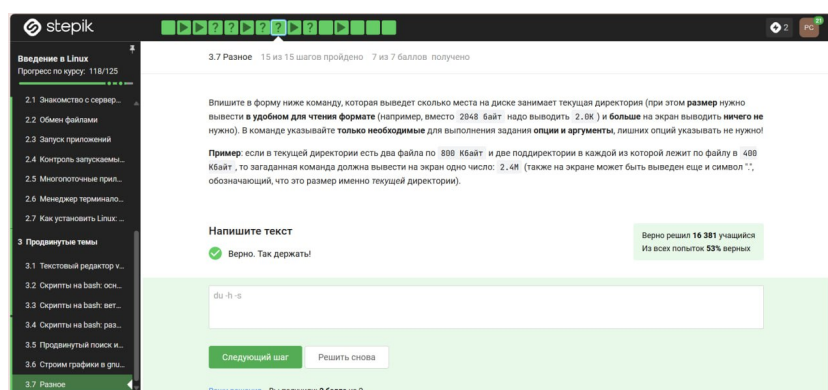 stepik
2
PC
21
Введение в Linux
Прогресс по курсу: 118/125
3.7 Разное 15 из 15 шагов пройдено 7 из 7 баллов получено
2.1 Знакомство с сервер...
2.2 Обмен файлами
2.3 Запуск приложений
2.4 Контроль запускаемы...
2.5 Многопоточные прил...
2.6 Менеджер терминало...
2.7 Как установить Linux: ...
3 Продвинутые темы
3.1 Текстовый редактор v...
3.2 Скрипты на bash: осн...
3.3 Скрипты на bash: вет...
3.4 Скрипты на bash: раз...
3.5 Продвинутый поиск и...
3.6 Строим графики в gnu...
3.7 Разное
Впишите в форму ниже команду, которая выведет сколько места на диске занимает текущая директория (при этом размер нужно
вывести в удобном для чтения формате (например, вместо 2048 байт надо выводить 2.0K) и больше на экран выводить ничего не
нужно). В команде указывайте только необходимые для выполнения задания опции и аргументы, лишних опций указывать не нужно!
Пример: если в текущей директории есть два файла по 800 Кбайт и две поддиректории в каждой из которой лежит по файлу в 400
Кбайт, то загаданная команда должна вывести на экран одно число: 2.4M (также на экране может быть выведен еще и символ ".",
обозначающий, что это размер именно текущей директории).
Напишите текст
Верно. Так держать!
Верно решил 16 381 учащийся
Из всех попыток 53% верных
du -h -s
Следующий шаг
Решить снова